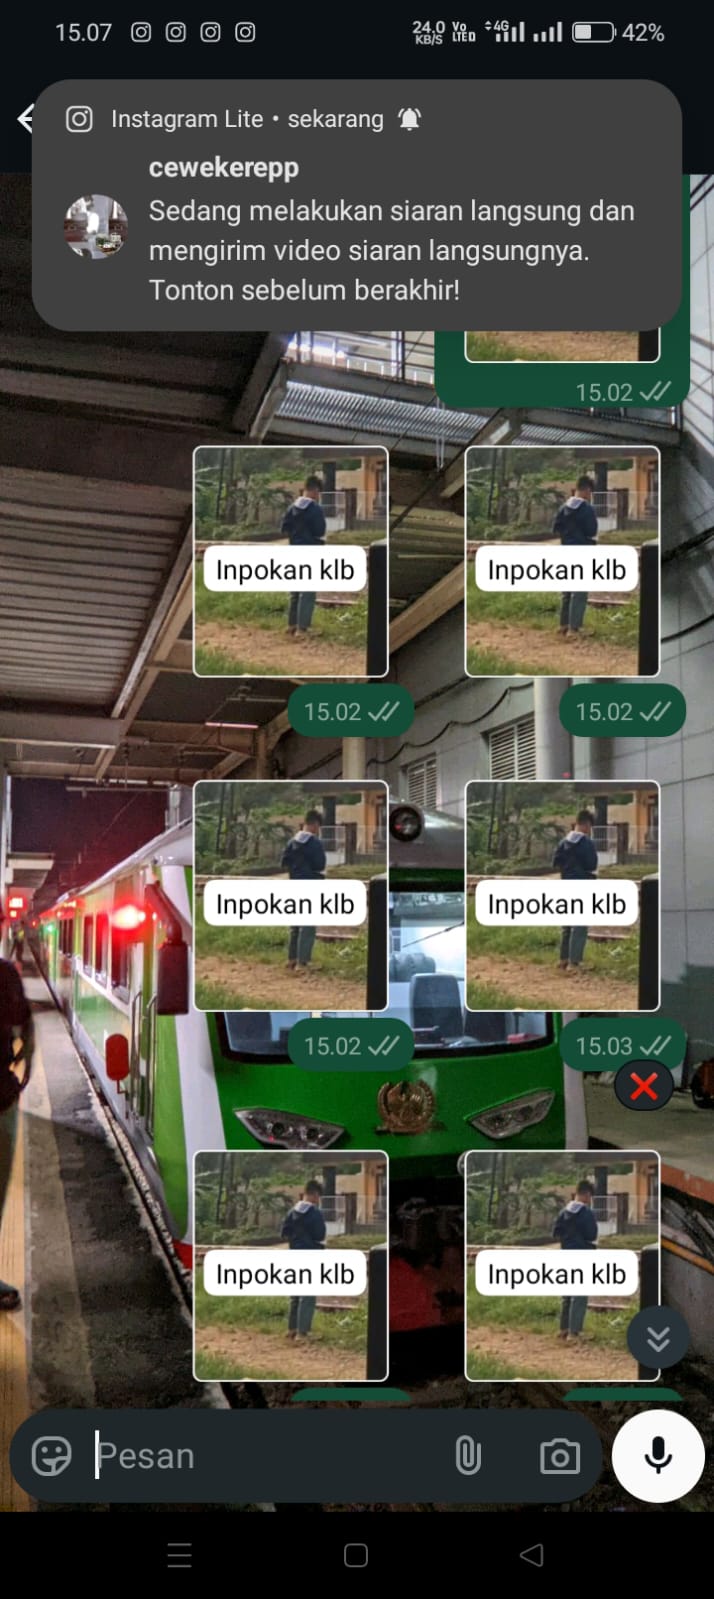 15.07 24.0 KB/S Vo LTED 4G 42%
Instagram Lite • sekarang
cewekerepp
Sedang melakukan siaran langsung dan
mengirim video siaran langsungnya.
Tonton sebelum berakhir!
15.02
Inpokan klb Inpokan klb
15.02 15.02
Inpokan klb Inpokan klb
15.02 15.03
Inpokan klb Inpokan klb
Pesan